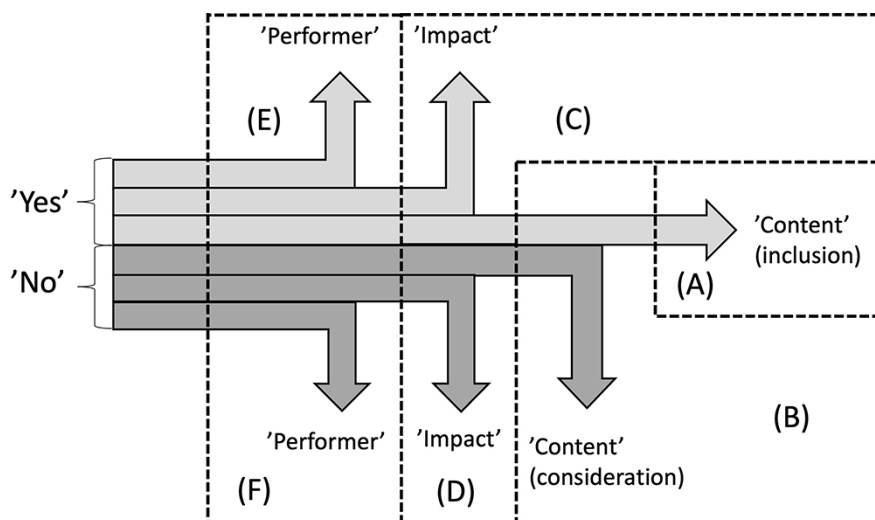 ’Performer’
’Impact’
(E)
(C)
’Yes’
’Content’
(inclusion)
’No’
(A)
(B)
’Performer’
’Impact’
’Content’
(consideration)
(F)
(D)